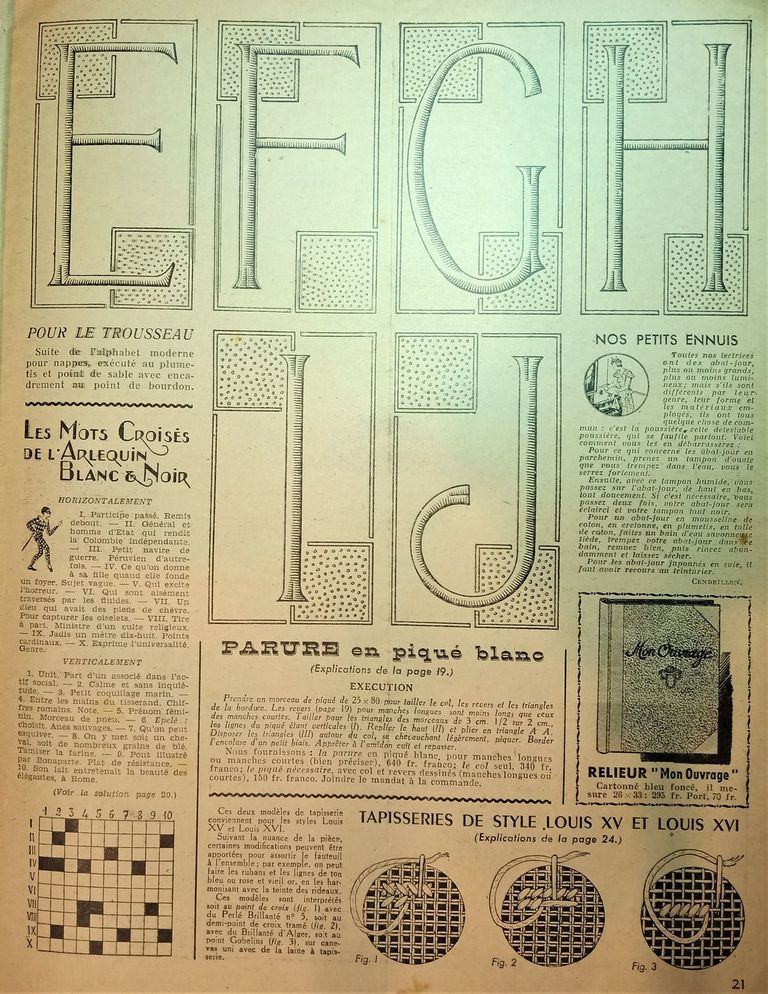 E F G H
I J
POUR LE TROUSSEAU
Suite de l'alphabet moderne
pour nappes, exécuté au plume-
tis et point de sable avec enca-
drement au point de bourdon.
LES MOTS CROISÉS
DE L'ARLEQUIN
BLANC & NOIR
HORIZONTALEMENT
I. Participe passé. Remis
debout. — II. Général et
homme d'Etat qui rendit
la Colombie indépendante.
— III. Petit navire de
guerre. Péruvien d'autre-
fois. — IV. Ce qu'on donne
à sa fille quand elle fonde
un foyer. Sujet vague. — V. Qui excite
l'horreur. — VI. Qui sont aisément
traversés par les fluides. — VII. Un
dieu qui avait des pieds de chèvre.
Pour capturer les oiselets. — VIII. Tire
à part. Ministre d'un culte religieux.
— IX. Jadis un mètre dix-huit. Points
cardinaux. — X. Exprime l'universalité.
Genre.
VERTICALEMENT
1. Unit. Part d'un associé dans l'ac-
tif social. — 2. Calme et sans inquié-
tude. — 3. Petit coquillage marin. —
4. Entre les mains du tisserand. Chif-
fres romains. Note. — 5. Prénom fémi-
nin. Morceau de pneu. — 6. Epelé :
choisit. Anes sauvages. — 7. Qu'on peut
esquiver. — 8. On y met soit un che-
val, soit de nombreux grains de blé.
Tamiser la farine. — 9. Pont illustré
par Bonaparte. Plat de résistance. —
10. Son lait entretenait la beauté des
élégantes, à Rome.
(Voir la solution page 20.)
1 2 3 4 5 6 7 8 9 10
I
II
III
IV
V
VI
VII
VIII
IX
X
NOS PETITS ENNUIS
Toutes nos lectrices
ont des abat-jour,
plus ou moins grands,
plus ou moins lumi-
neux; mais s'ils sont
différents par leur
genre, leur forme et
les matériaux em-
ployés, ils ont tous
quelque chose de com-
mun : c'est la poussière, cette détestable
poussière, qui se faufile partout. Voici
comment vous les en débarrasserez :
Pour ce qui concerne les abat-jour en
parchemin, prenez un tampon d'ouate
que vous trempez dans l'eau, vous le
serrez fortement.
Ensuite, avec ce tampon humide, vous
passez sur l'abat-jour, de haut en bas,
tout doucement. Si c'est nécessaire, vous
passez deux fois, votre abat-jour sera
éclairci et votre tampon tout noir.
Pour un abat-jour en mousseline de
coton, en cretonne, en plumetis, en tulle
de coton, faites un bain d'eau savonneuse
tiède, trempez votre abat-jour dans ce
bain, remuez bien, puis rincez abon-
damment et laissez sécher.
Pour les abat-jour juponnés en soie, il
faut avoir recours au teinturier.
CENDRILLON.
PARURE en piqué blanc
(Explications de la page 19.)
EXECUTION
Prendre un morceau de piqué de 25 × 80 pour tailler le col, les revers et les triangles
de la bordure. Les revers (page 19) pour manches longues sont moins longs que ceux
des manches courtes. Tailler pour les triangles des morceaux de 3 cm. 1/2 sur 2 cm.,
les lignes du piqué étant verticales (I). Replier le haut (II) et plier en triangle A A.
Disposer les triangles (III) autour du col, se chevauchant légèrement, piquer. Border
l'encolure d'un petit biais. Apprêter à l'amidon cuit et repasser.
Nous fournissons : la parure en piqué blanc, pour manches longues
ou manches courtes (bien préciser), 640 fr. franco; le col seul, 340 fr.
franco; le piqué nécessaire, avec col et revers dessinés (manches longues ou
courtes), 150 fr. franco. Joindre le mandat à la commande.
Mon Ouvrage
RELIEUR "Mon Ouvrage"
Cartonné bleu foncé, il me-
sure 26 × 33 : 295 fr. Port, 70 fr.
Ces deux modèles de tapisserie
conviennent pour les styles Louis
XV et Louis XVI.
Suivant la nuance de la pièce,
certaines modifications peuvent être
apportées pour assortir le fauteuil
à l'ensemble ; par exemple, on peut
faire les rubans et les lignes de ton
bleu ou rose et vieil or, en les har-
monisant avec la teinte des rideaux.
Ces modèles sont interprétés
soit au point de croix (fig. 1) avec
du Perlé Brillanté n° 5, soit au
demi-point de croix tramé (fig. 2),
avec du Brillanté d'Alger, soit au
point Gobelins (fig. 3), sur cane-
vas uni avec de la laine à tapis-
serie.
TAPISSERIES DE STYLE LOUIS XV ET LOUIS XVI
(Explications de la page 24.)
Fig. 1
Fig. 2
Fig. 3
21